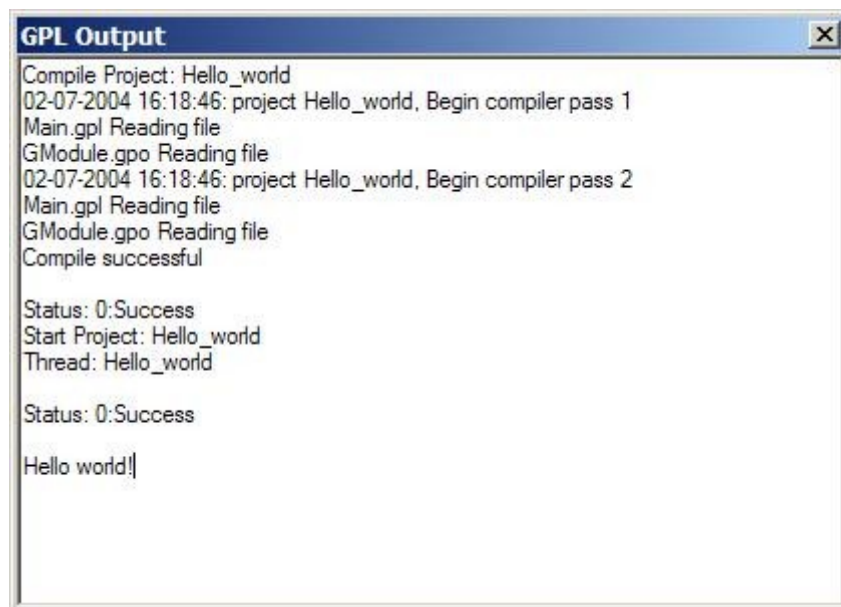 GPL Output
Compile Project: Hello_world
02-07-2004 16:18:46: project Hello_world, Begin compiler pass 1
Main.gpl Reading file
GModule.gpo Reading file
02-07-2004 16:18:46: project Hello_world, Begin compiler pass 2
Main.gpl Reading file
GModule.gpo Reading file
Compile successful
Status: 0:Success
Start Project: Hello_world
Thread: Hello_world
Status: 0:Success
Hello world!